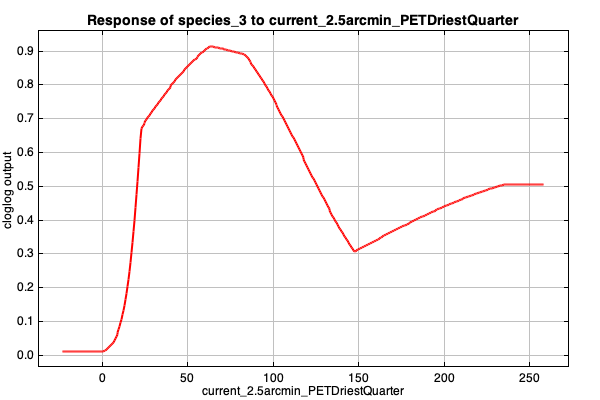 Response of species_3 to current_2.5arcmin_PETDriestQuarter
cloglog output
0.9
0.8
0.7
0.6
0.5
0.4
0.3
0.2
0.1
0.0
0 50 100 150 200 250
current_2.5arcmin_PETDriestQuarter